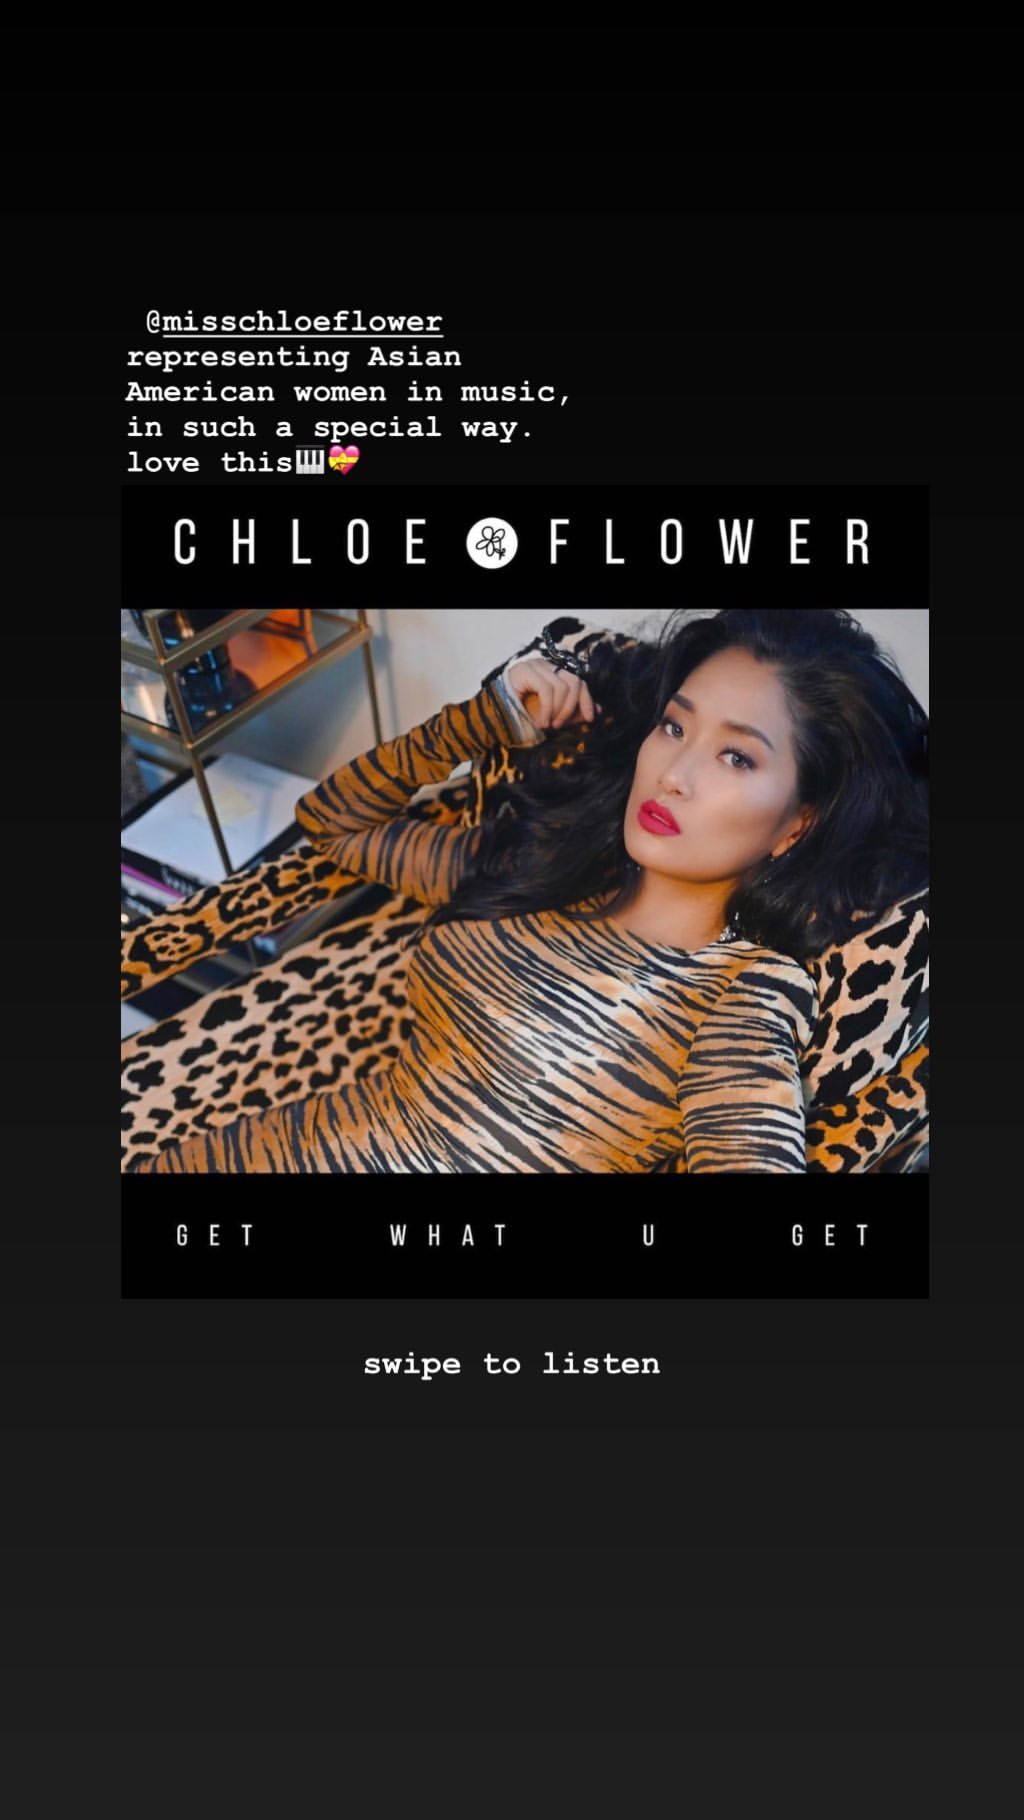 @misschloeflower
representing Asian
American women in music,
in such a special way.
love this🎹💝
CHLOE FLOWER
GET WHAT U GET
swipe to listen